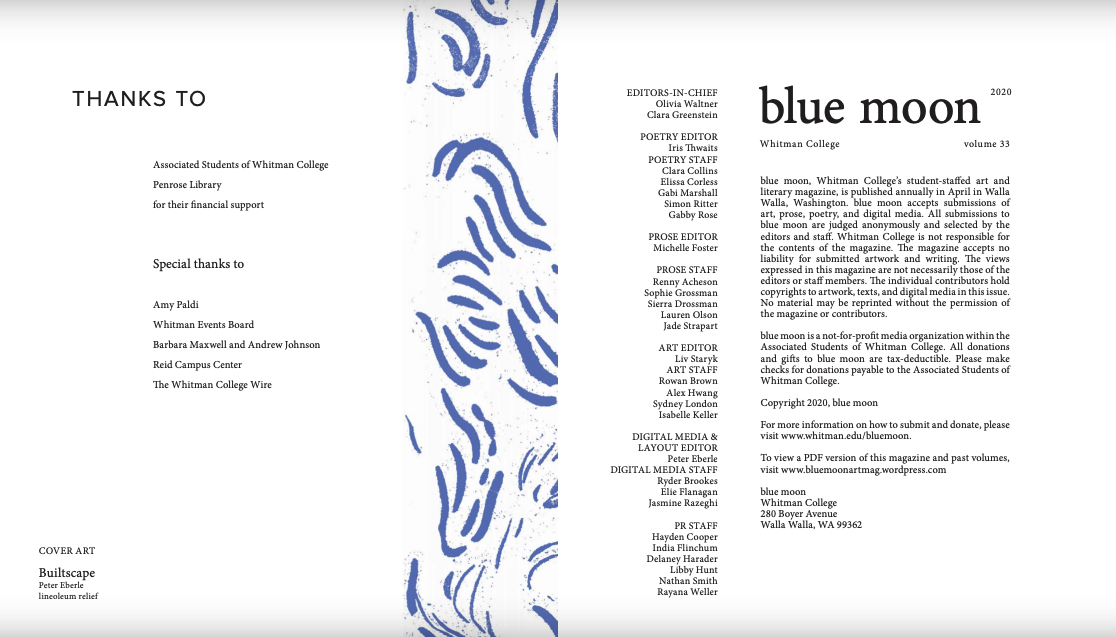 THANKS TO
Associated Students of Whitman College
Penrose Library
for their financial support
Special thanks to
Amy Paldi
Whitman Events Board
Barbara Maxwell and Andrew Johnson
Reid Campus Center
The Whitman College Wire
COVER ART
Builtscape
Peter Eberle
lineoleum relief
EDITORS-IN-CHIEF
Olivia Waltner
Clara Greenstein
POETRY EDITOR
Iris Thwaits
POETRY STAFF
Clara Collins
Elissa Corless
Gabi Marshall
Simon Ritter
Gabby Rose
PROSE EDITOR
Michelle Foster
PROSE STAFF
Renny Acheson
Sophie Grossman
Sierra Drossman
Lauren Olson
Jade Strapart
ART EDITOR
Liv Staryk
ART STAFF
Rowan Brown
Alex Hwang
Sydney London
Isabelle Keller
DIGITAL MEDIA &
LAYOUT EDITOR
Peter Eberle
DIGITAL MEDIA STAFF
Ryder Brookes
Elie Flanagan
Jasmine Razeghi
PR STAFF
Hayden Cooper
India Flinchum
Delaney Harader
Libby Hunt
Nathan Smith
Rayana Weller
blue moon 2020
Whitman College volume 33
blue moon, Whitman College's student-staffed art and
literary magazine, is published annually in April in Walla
Walla, Washington. blue moon accepts submissions of
art, prose, poetry, and digital media. All submissions to
blue moon are judged anonymously and selected by the
editors and staff. Whitman College is not responsible for
the contents of the magazine. The magazine accepts no
liability for submitted artwork and writing. The views
expressed in this magazine are not necessarily those of the
editors or staff members. The individual contributors hold
copyrights to artwork, texts, and digital media in this issue.
No material may be reprinted without the permission of
the magazine or contributors.
blue moon is a not-for-profit media organization within the
Associated Students of Whitman College. All donations
and gifts to blue moon are tax-deductible. Please make
checks for donations payable to the Associated Students of
Whitman College.
Copyright 2020, blue moon
For more information on how to submit and donate, please
visit www.whitman.edu/bluemoon.
To view a PDF version of this magazine and past volumes,
visit www.bluemoonartmag.wordpress.com
blue moon
Whitman College
280 Boyer Avenue
Walla Walla, WA 99362